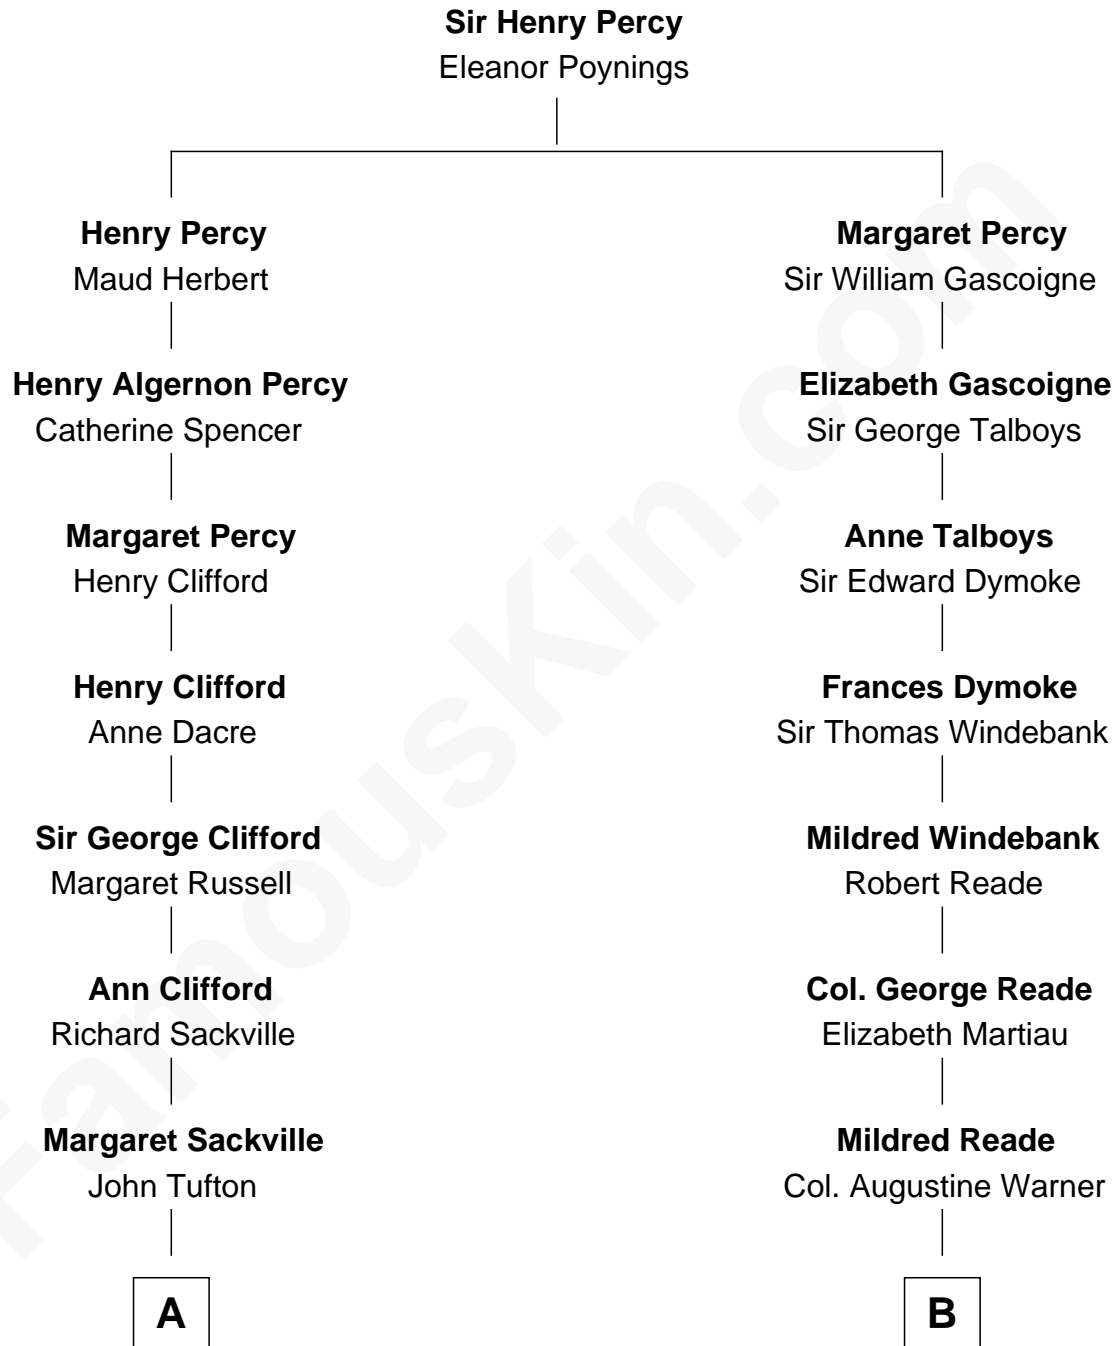 Sir Henry Percy
Eleanor Poynings
Henry Percy
Maud Herbert
Margaret Percy
Sir William Gascoigne
Henry Algernon Percy
Catherine Spencer
Elizabeth Gascoigne
Sir George Talboys
Margaret Percy
Henry Clifford
Anne Talboys
Sir Edward Dymoke
Henry Clifford
Anne Dacre
Frances Dymoke
Sir Thomas Windebank
Sir George Clifford
Margaret Russell
Mildred Windebank
Robert Reade
Ann Clifford
Richard Sackville
Col. George Reade
Elizabeth Martiau
Margaret Sackville
John Tufton
Mildred Reade
Col. Augustine Warner
A
B
FamousKin.com